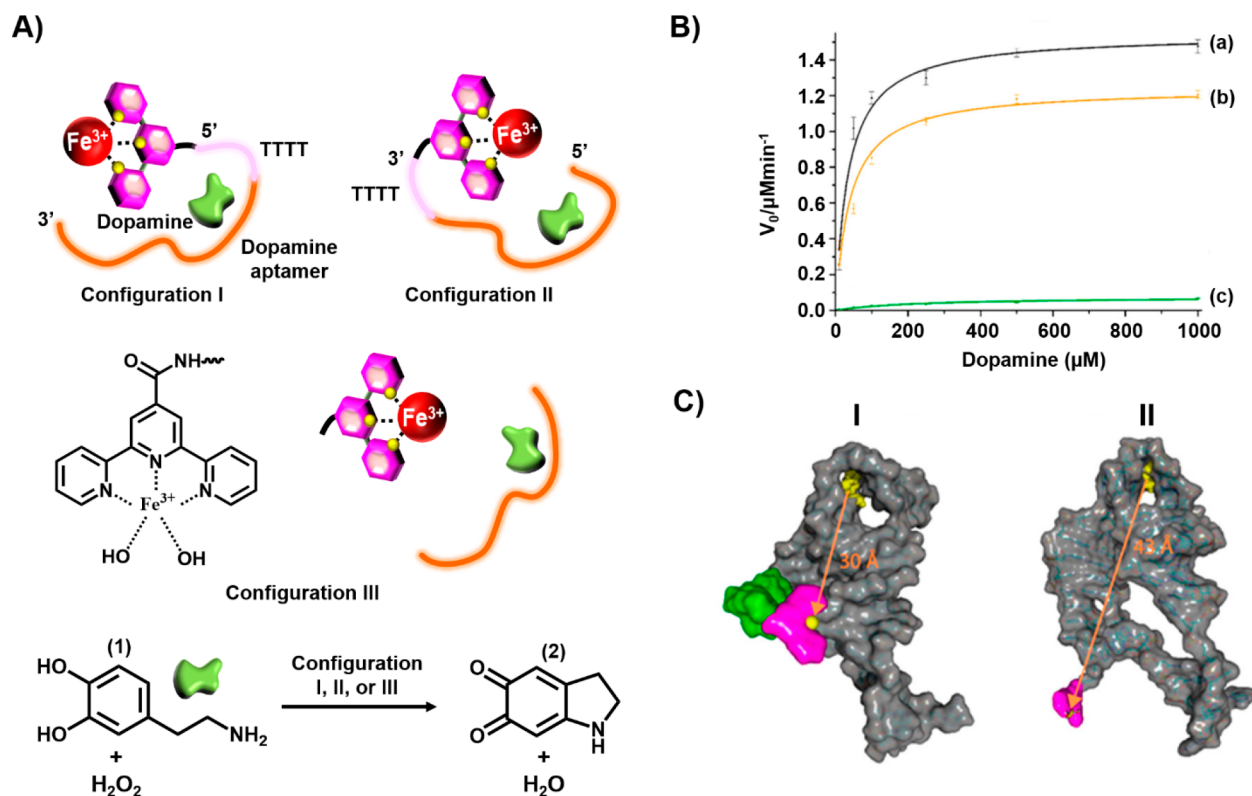 A)
Fe³⁺
5'
TTTT
3'
Dopamine
Dopamine
aptamer
Configuration I
Fe³⁺
3'
5'
TTTT
Configuration II
O
NH
N
N
N
Fe³⁺
HO
OH
Fe³⁺
Configuration III
(1)
HO
HO
NH₂
+
H₂O₂
Configuration
I, II, or III
(2)
O
O
N
H
+
H₂O
B)
V₀/μMmin⁻¹
1.4
1.2
1.0
0.8
0.6
0.4
0.2
0.0
0
200
400
600
800
1000
Dopamine (μM)
(a)
(b)
(c)
C)
I
30 Å
II
43 Å